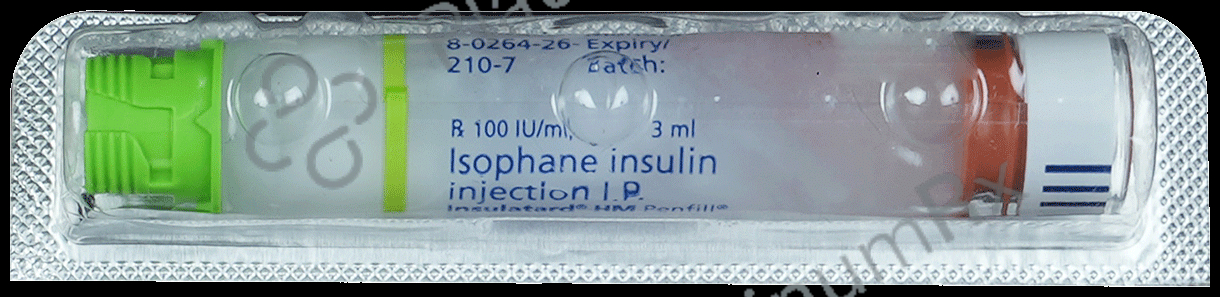 8-0264-26- Expiry/
210-7 Batch:
℞ 100 IU/ml, 3 ml
Isophane insulin
injection I.P.
Insulatard® HM Penfill®